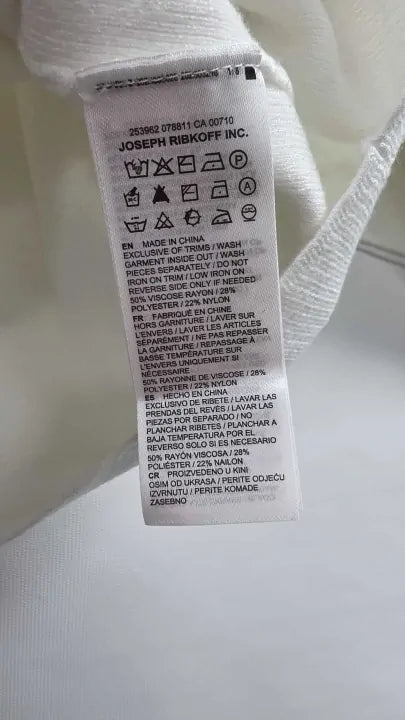 1/8
253962 078811 CA 00710
JOSEPH RIBKOFF INC.
P
A
EN MADE IN CHINA
EXCLUSIVE OF TRIMS / WASH
GARMENT INSIDE OUT / WASH
PIECES SEPARATELY / DO NOT
IRON ON TRIM / LOW IRON ON
REVERSE SIDE ONLY IF NEEDED
50% VISCOSE RAYON / 28%
POLYESTER / 22% NYLON
FR FABRIQUÉ EN CHINE
HORS GARNITURE / LAVER SUR
L'ENVERS / LAVER LES ARTICLES
SÉPARÉMENT / NE PAS REPASSER
LA GARNITURE / REPASSAGE À
BASSE TEMPÉRATURE SUR
L'ENVERS UNIQUEMENT SI
NÉCESSAIRE
50% RAYONNE DE VISCOSE / 28%
POLYESTER / 22% NYLON
ES HECHO EN CHINA
EXCLUSIVO DE RIBETE / LAVAR LAS
PRENDAS DEL REVÉS / LAVAR LAS
PIEZAS POR SEPARADO / NO
PLANCHAR RIBETES / PLANCHAR A
BAJA TEMPERATURA POR EL
REVERSO SOLO SI ES NECESARIO
50% RAYÓN VISCOSA / 28%
POLIÉSTER / 22% NAILON
CR PROIZVEDENO U KINI
OSIM OD UKRASA / PERITE ODJEĆU
IZVRNUTU / PERITE KOMADE
ZASEBNO